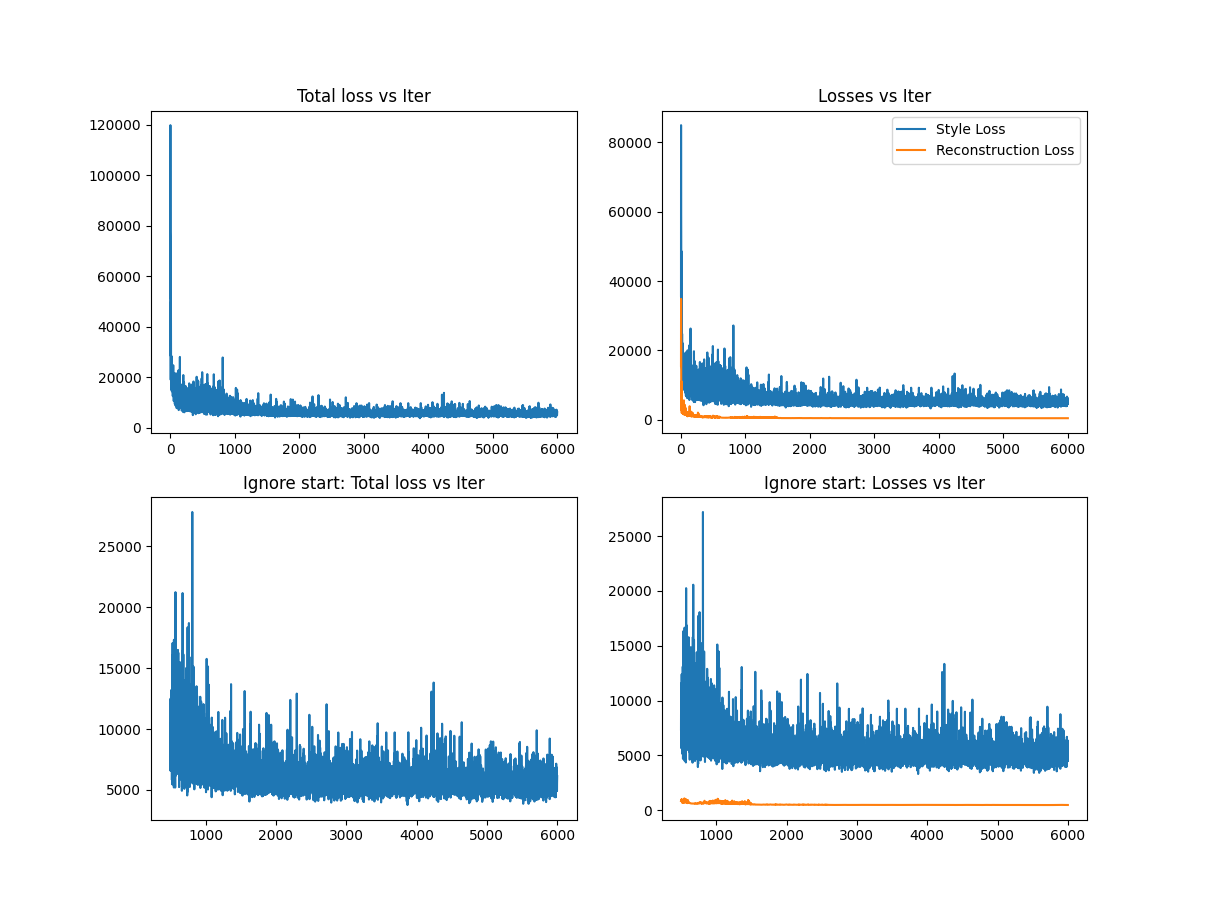 Total loss vs Iter
120000
100000
80000
60000
40000
20000
0
0 1000 2000 3000 4000 5000 6000
Losses vs Iter
Style Loss
Reconstruction Loss
80000
60000
40000
20000
0
0 1000 2000 3000 4000 5000 6000
Ignore start: Total loss vs Iter
25000
20000
15000
10000
5000
1000 2000 3000 4000 5000 6000
Ignore start: Losses vs Iter
25000
20000
15000
10000
5000
0
1000 2000 3000 4000 5000 6000